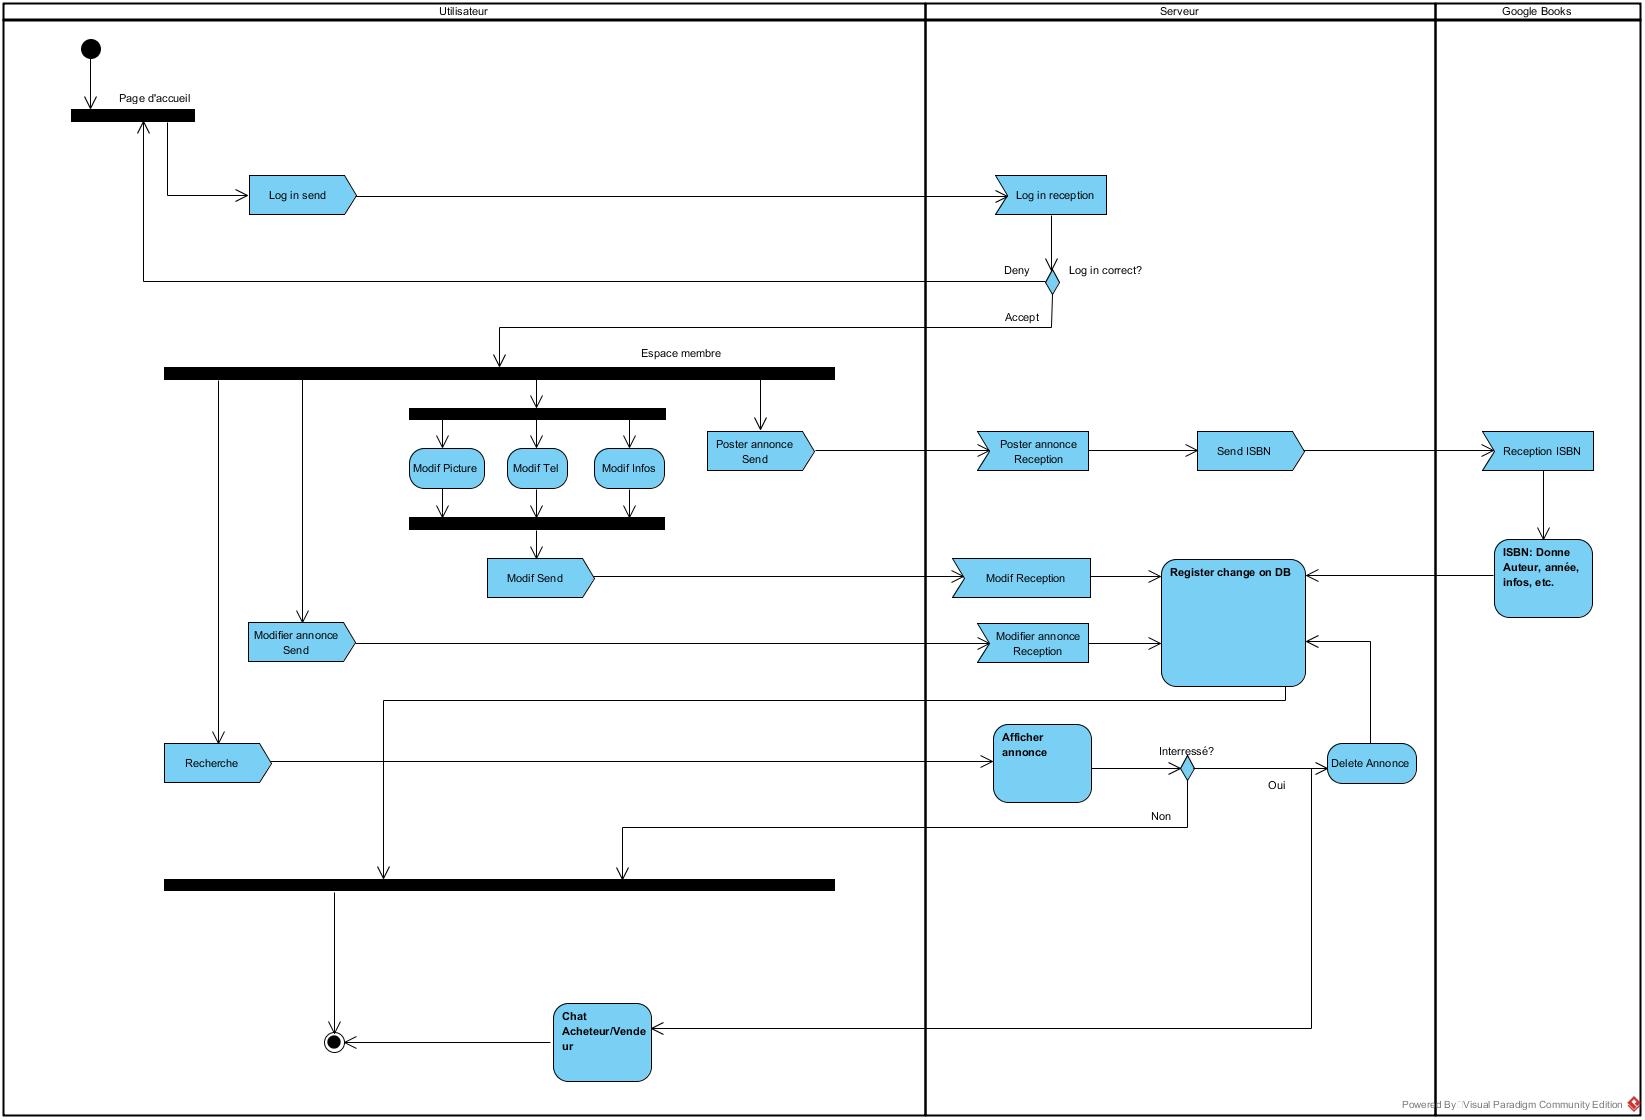 Utilisateur
Serveur
Google Books
Page d'accueil
Log in send
Log in reception
Deny
Log in correct?
Accept
Espace membre
Poster annonce
Send
Poster annonce
Reception
Send ISBN
Reception ISBN
Modif Picture
Modif Tel
Modif Infos
ISBN: Donne
Auteur, année,
infos, etc.
Modif Send
Modif Reception
Register change on DB
Modifier annonce
Send
Modifier annonce
Reception
Afficher
annonce
Interressé?
Recherche
Delete Annonce
Oui
Non
Chat
Acheteur/Vende
ur
Powered By Visual Paradigm Community Edition